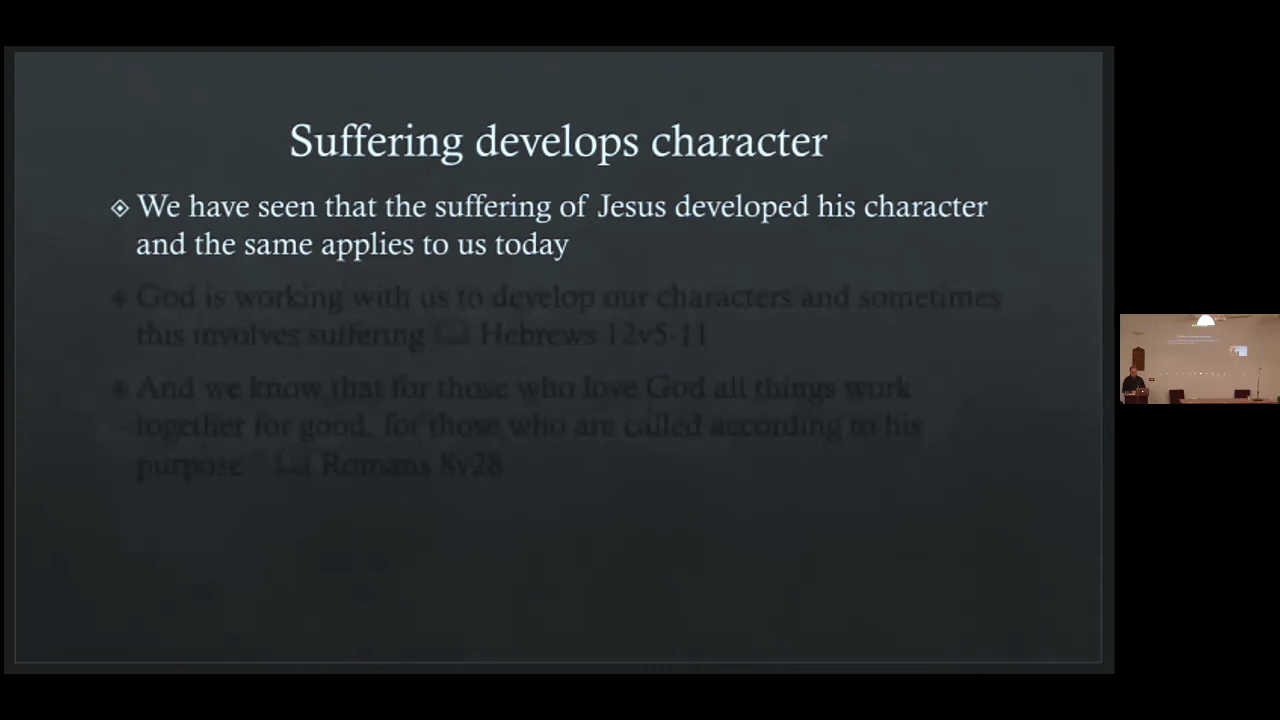 Suffering develops character
We have seen that the suffering of Jesus developed his character
and the same applies to us today
God is working with us to develop our characters and sometimes
this involves suffering Hebrews 12v5-11
And we know that for those who love God all things work
together for good, for those who are called according to his
purpose Romans 8v28